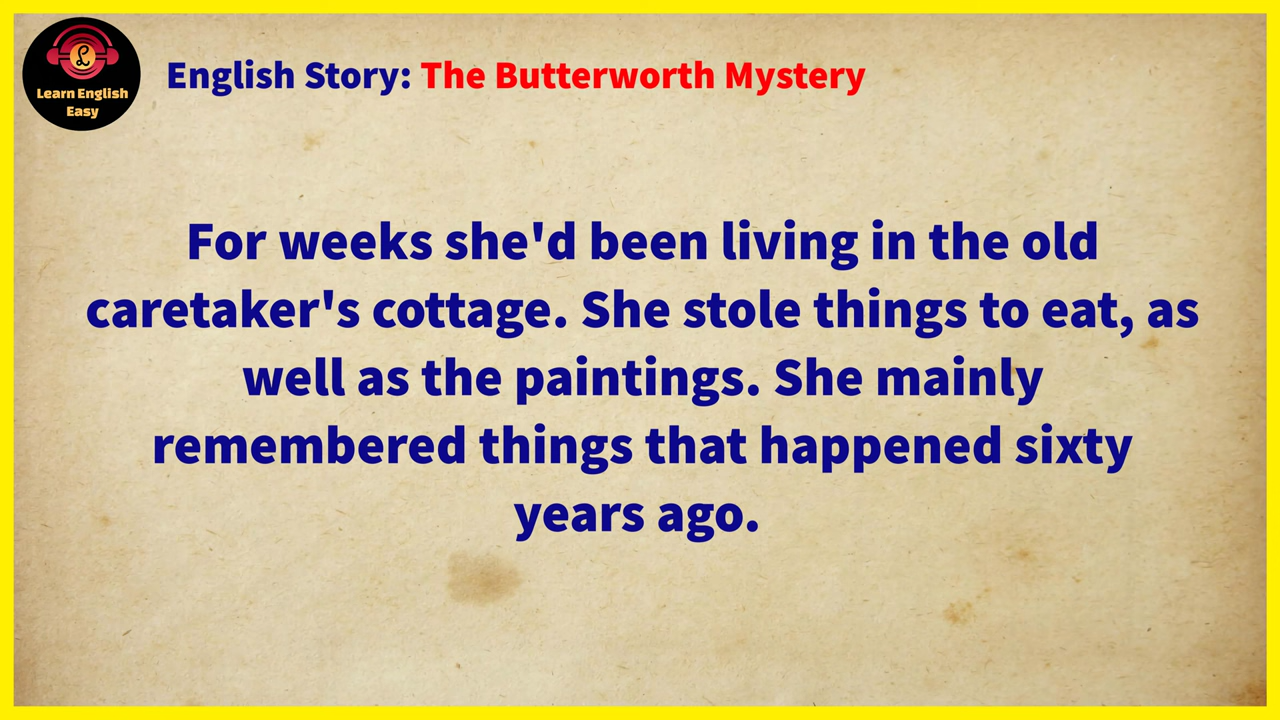 Learn English
Easy
English Story: The Butterworth Mystery
For weeks she'd been living in the old
caretaker's cottage. She stole things to eat, as
well as the paintings. She mainly
remembered things that happened sixty
years ago.